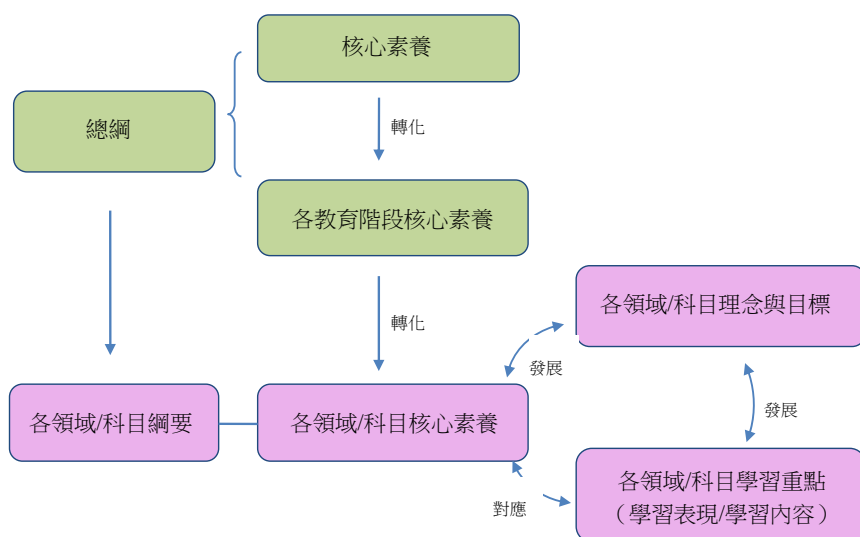 核心素養
總綱
轉化
各教育階段核心素養
各領域/科目理念與目標
轉化
發展
各領域/科目綱要
各領域/科目核心素養
發展
各領域/科目學習重點
（學習表現/學習內容）
對應